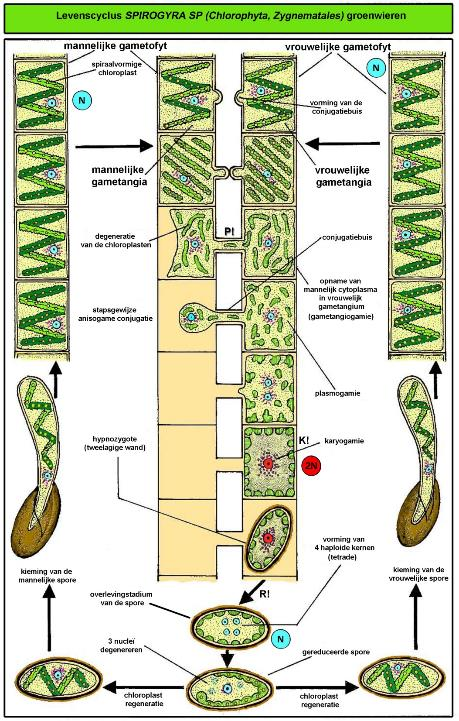 Levenscyclus SPIROGYRA SP (Chlorophyta, Zygnematales) groenwieren
mannelijke gametofyt
vrouwelijke gametofyt
spiraalvormige
chloroplast
N
N
vorming van de
conjugatiebuis
mannelijke
gametangia
vrouwelijke
gametangia
degeneratie
van de chloroplasten
P!
conjugatiebuis
opname van
mannelijk cytoplasma
in vrouwelijk
gametangium
(gametangiogamie)
stapsgewijze
anisogame conjugatie
plasmogamie
hypnozygote
(tweelagige wand)
K!
karyogamie
2N
vorming van
4 haploide kernen
(tetrade)
kieming van de
mannelijke spore
kieming van de
vrouwelijke spore
R!
overlevingstadium
van de spore
N
3 nucleï
degenereren
gereduceerde spore
chloroplast
regeneratie
chloroplast
regeneratie